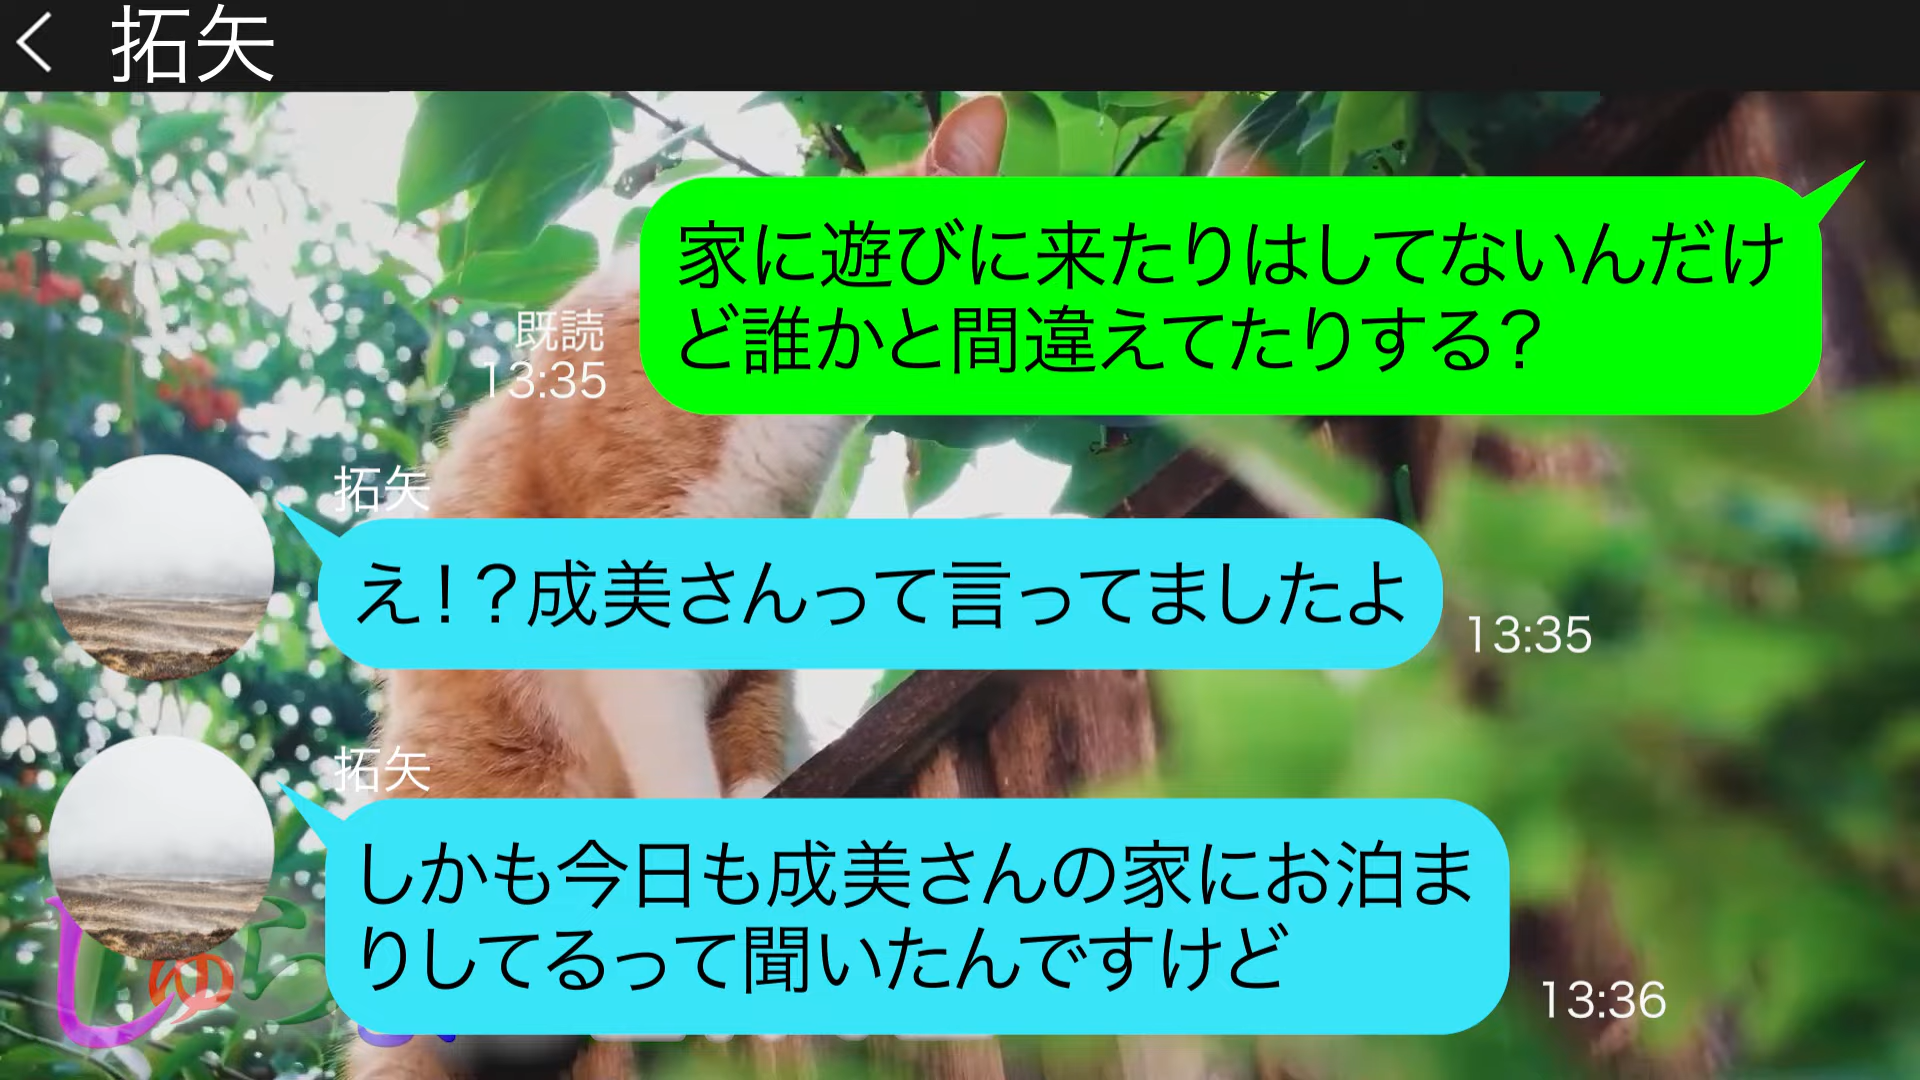 拓矢
家に遊びに来たりはしてないんだけ
ど誰かと間違えてたりする？
既読
13:35
拓矢
え！？成美さんって言ってましたよ
13:35
拓矢
しかも今日も成美さんの家にお泊ま
りしてるって聞いたんですけど
13:36
しゅら